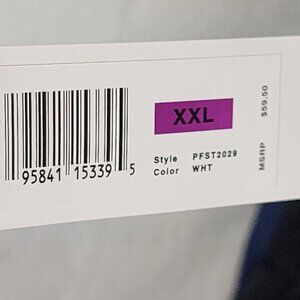 XXL
Style PFST2029
Color WHT
95841 15339 5
MSRP $59.50